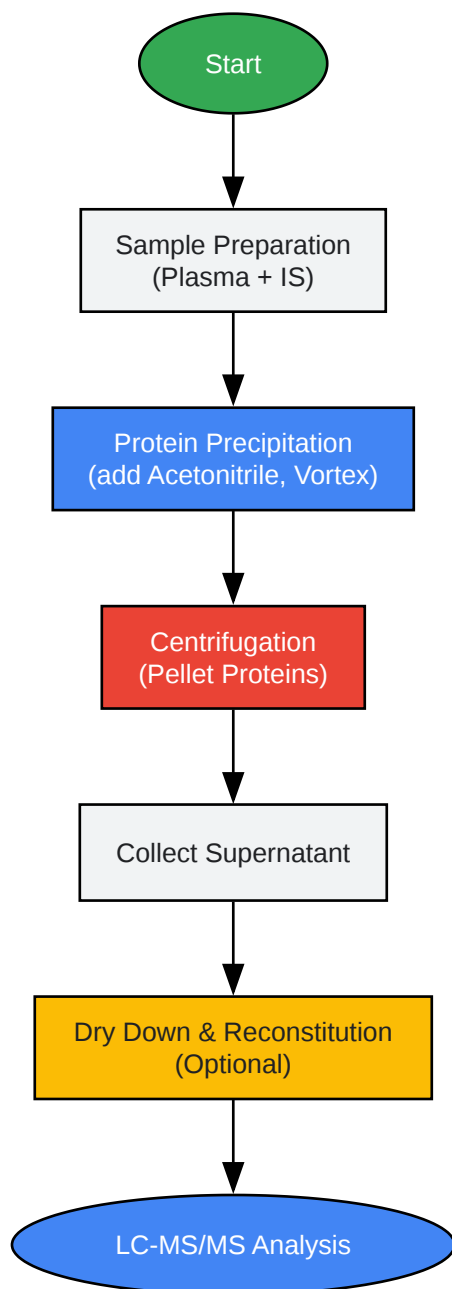 Start
Sample Preparation
(Plasma + IS)
Protein Precipitation
(add Acetonitrile, Vortex)
Centrifugation
(Pellet Proteins)
Collect Supernatant
Dry Down & Reconstitution
(Optional)
LC-MS/MS Analysis